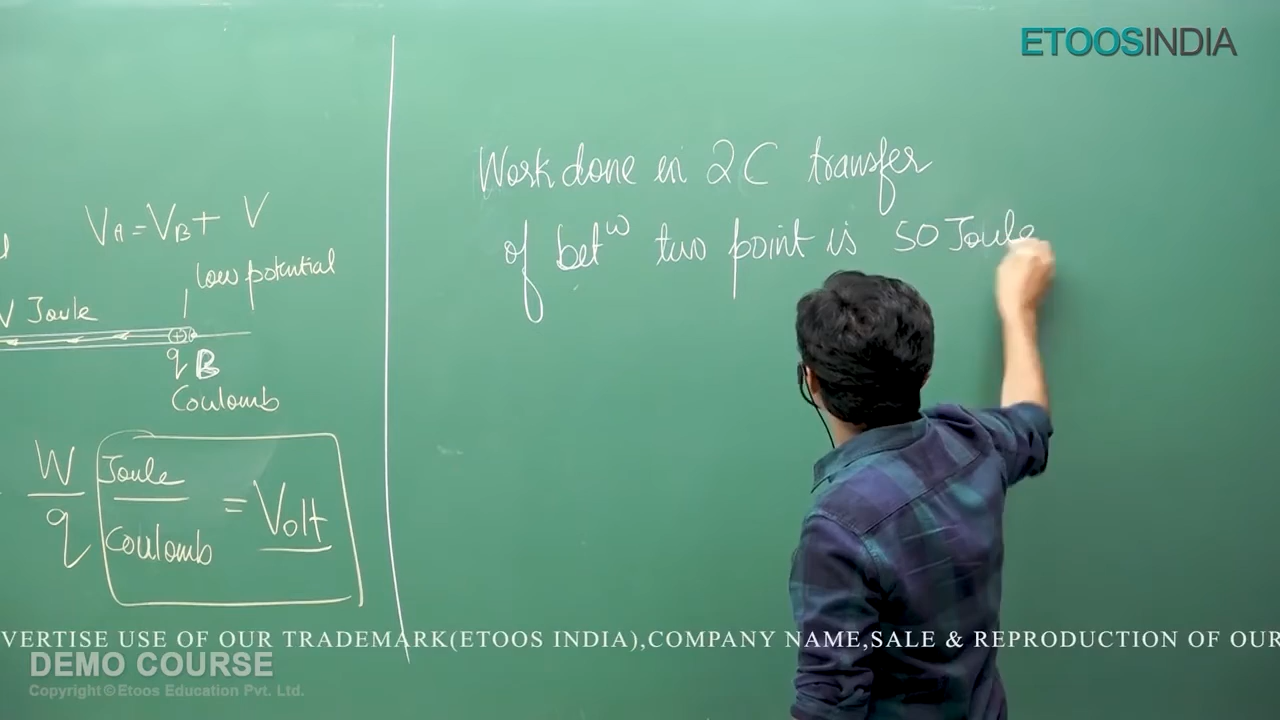 ETOOSINDIA
V_A = V_B + V
low potential
V Joule
q B
Coulomb
W/q Joule/Coulomb = Volt
Work done in 2C transfer
of betʷ two point is 50 Joule
VERTISE USE OF OUR TRADEMARK(ETOOS INDIA),COMPANY NAME,SALE & REPRODUCTION OF OUR
DEMO COURSE
Copyright © Etoos Education Pvt. Ltd.